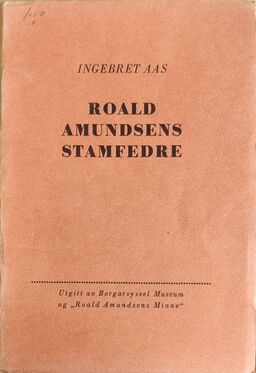 INGEBRET AAS
ROALD
AMUNDSENS
STAMFEDRE
Utgitt av Borgarsyssel Museum
og „Roald Amundsens Minne"